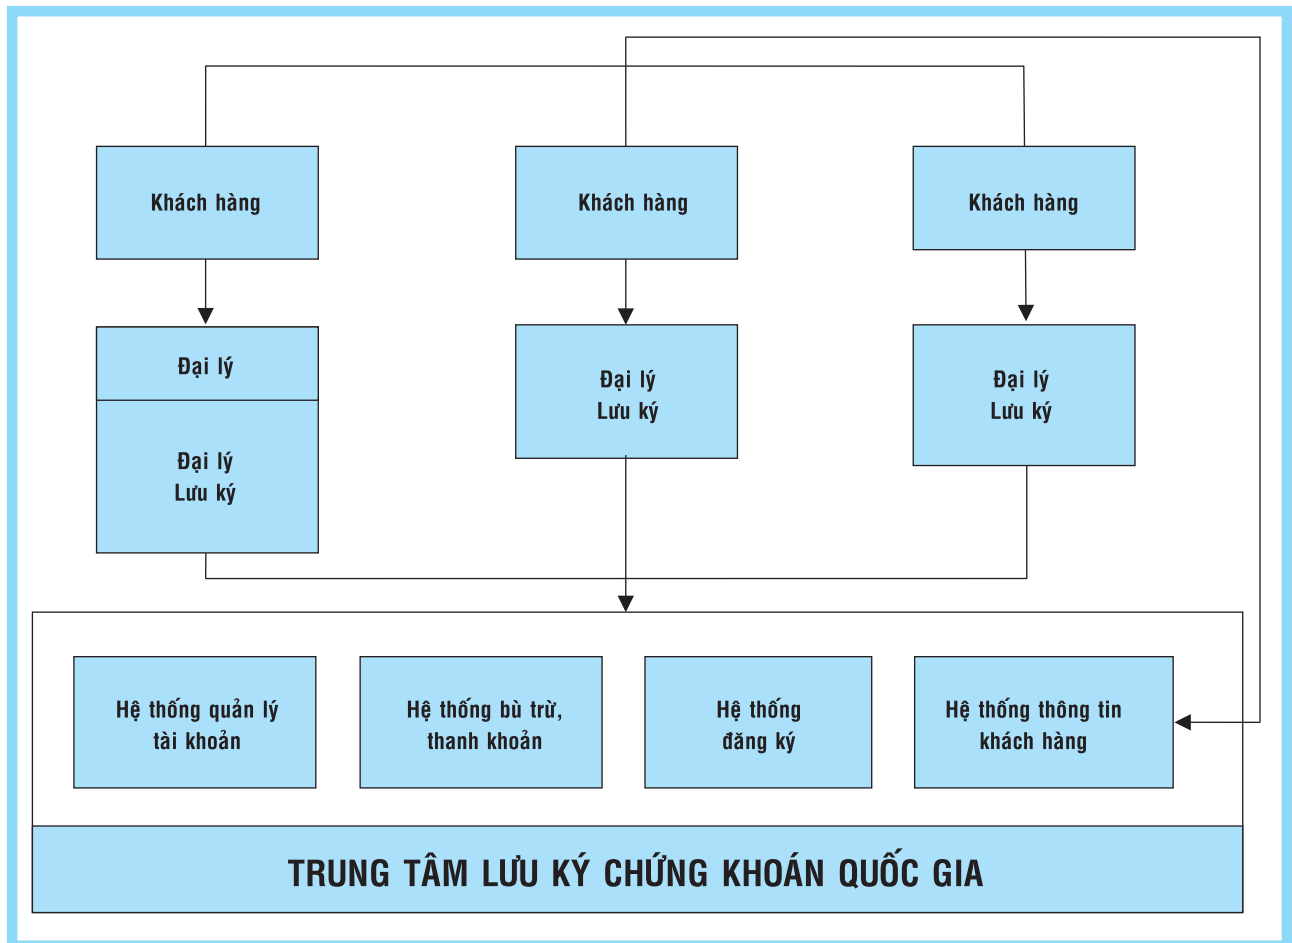 Khách hàng
Khách hàng
Khách hàng
Đại lý
Đại lý
Lưu ký
Đại lý
Lưu ký
Đại lý
Lưu ký
Hệ thống quản lý
tài khoản
Hệ thống bù trừ,
thanh khoản
Hệ thống
đăng ký
Hệ thống thông tin
khách hàng
TRUNG TÂM LƯU KÝ CHỨNG KHOÁN QUỐC GIA